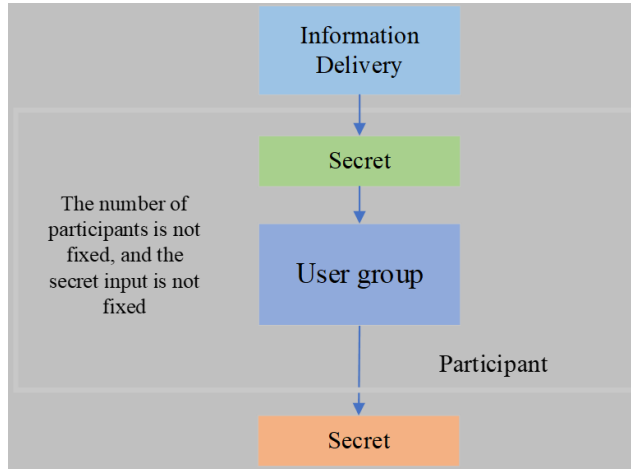 Information
Delivery
Secret
The number of
participants is not
fixed, and the
secret input is not
fixed
User group
Participant
Secret